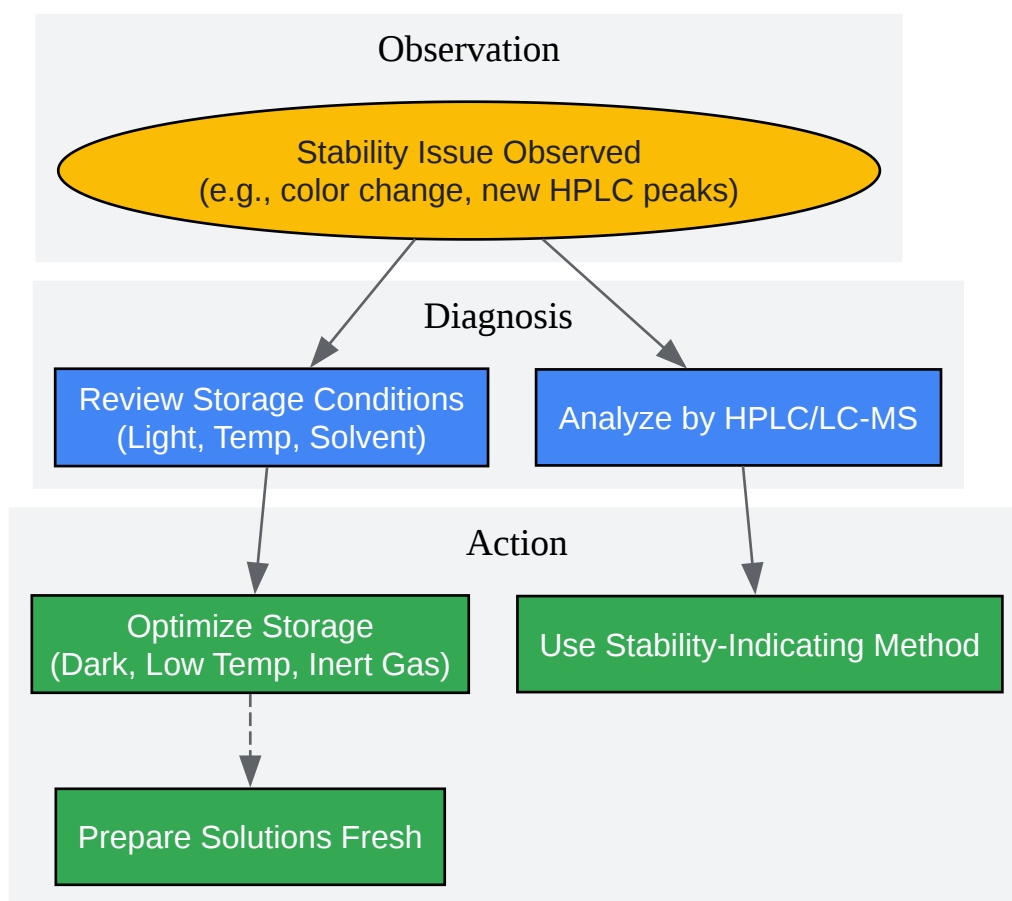 Observation
Stability Issue Observed
(e.g., color change, new HPLC peaks)
Diagnosis
Review Storage Conditions
(Light, Temp, Solvent)
Analyze by HPLC/LC-MS
Action
Optimize Storage
(Dark, Low Temp, Inert Gas)
Use Stability-Indicating Method
Prepare Solutions Fresh